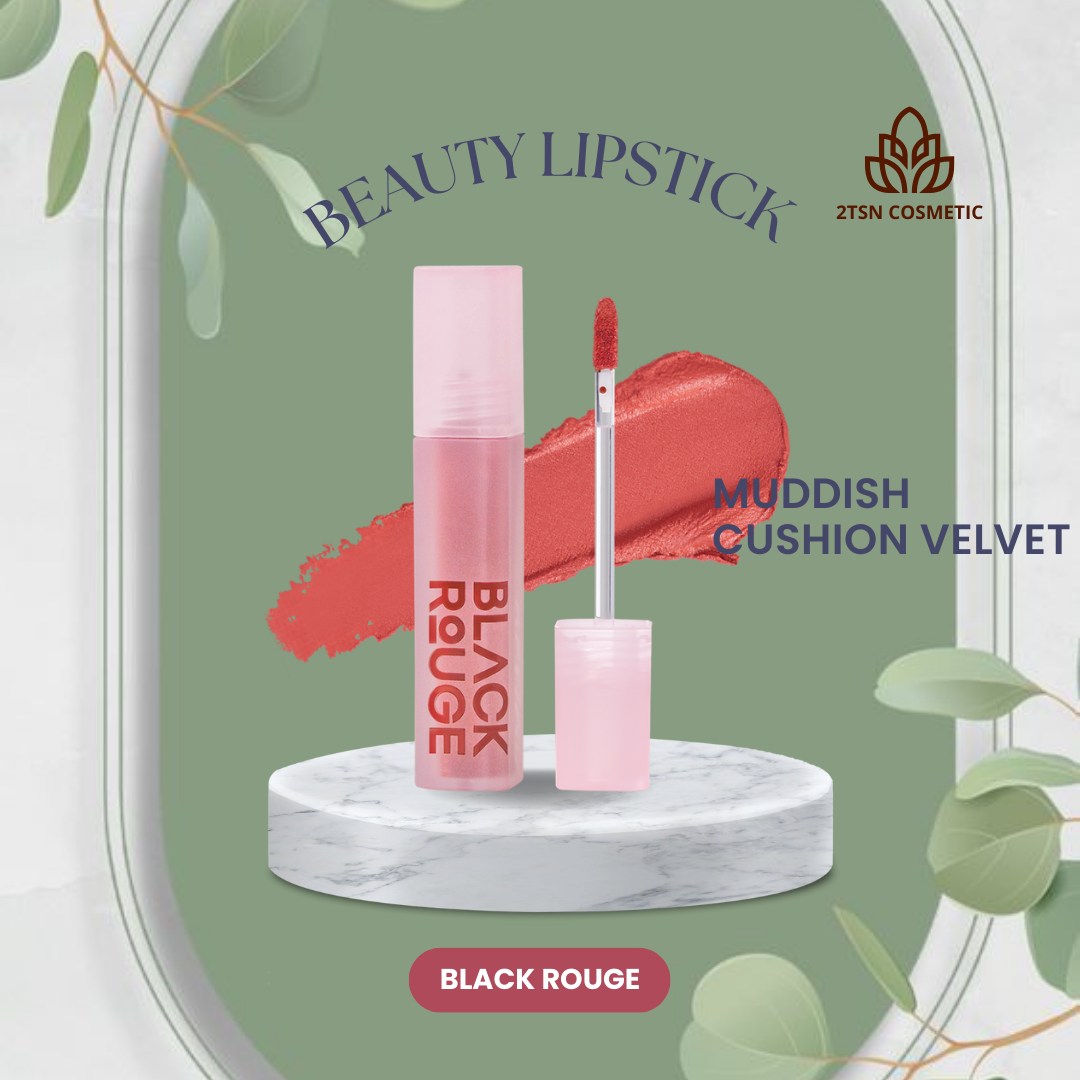 BEAUTY LIPSTICK
2TSN COSMETIC
MUDDISH
CUSHION VELVET
BLACK
ROUGE
BLACK ROUGE